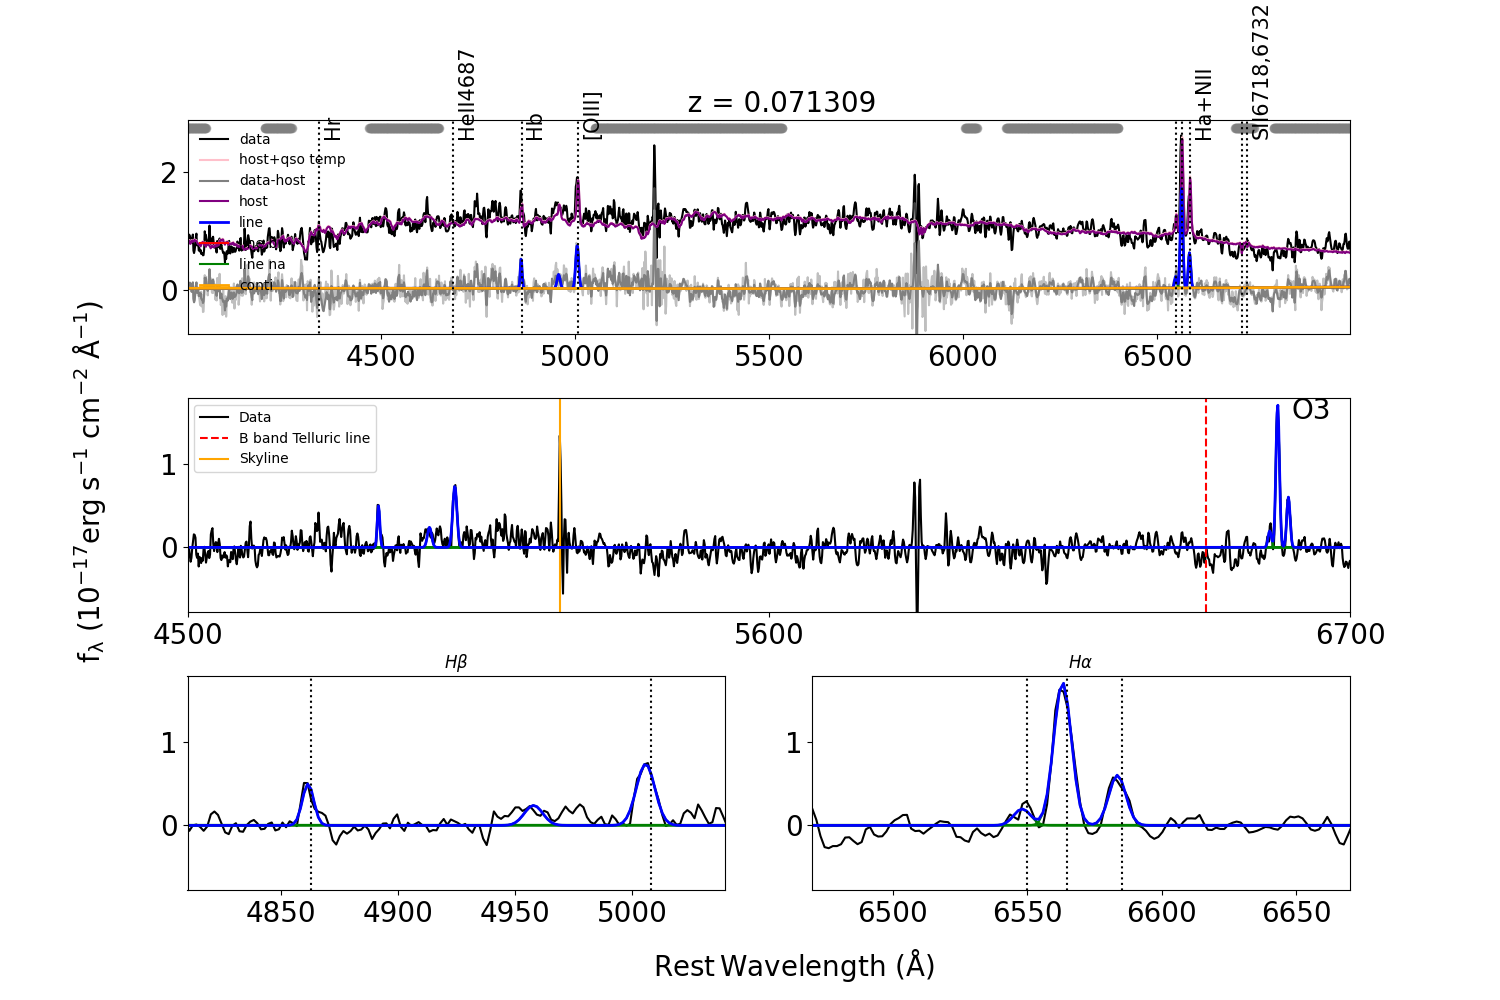 Hr
HeII4687
Hb
[OIII]
Ha+NII
SII6718,6732
z = 0.071309
data
host+qso temp
data-host
host
line
line na
conti
2
0
4500 5000 5500 6000 6500
Data
B band Telluric line
Skyline
O3
1
0
4500 5600 6700
fλ (10⁻¹⁷erg s⁻¹ cm⁻² Å⁻¹)
Hβ
Hα
1
0
4850 4900 4950 5000
1
0
6500 6550 6600 6650
Rest Wavelength (Å)